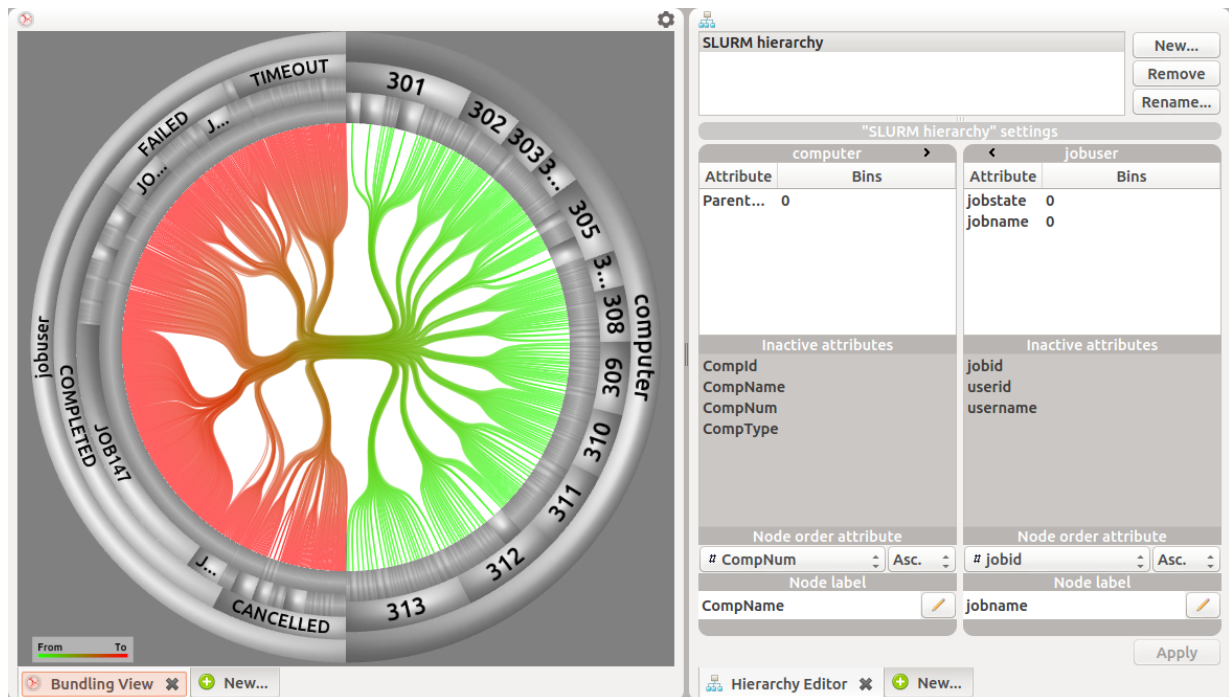 TIMEOUT
301
302
303
3...
305
3...
308
309
310
311
312
313
computer
FAILED
J...
JO...
jobuser
COMPLETED
JOB147
J...
CANCELLED
From To
Bundling View
New...
SLURM hierarchy
New...
Remove
Rename...
"SLURM hierarchy" settings
computer >
Attribute Bins
Parent... 0
Inactive attributes
CompId
CompName
CompNum
CompType
Node order attribute
# CompNum Asc.
Node label
CompName
< jobuser
Attribute Bins
jobstate 0
jobname 0
Inactive attributes
jobid
userid
username
Node order attribute
# jobid Asc.
Node label
jobname
Apply
Hierarchy Editor
New...